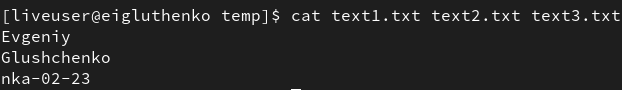 [liveuser@eigluthenko temp]$ cat text1.txt text2.txt text3.txt
Evgeniy
Glushchenko
nka-02-23